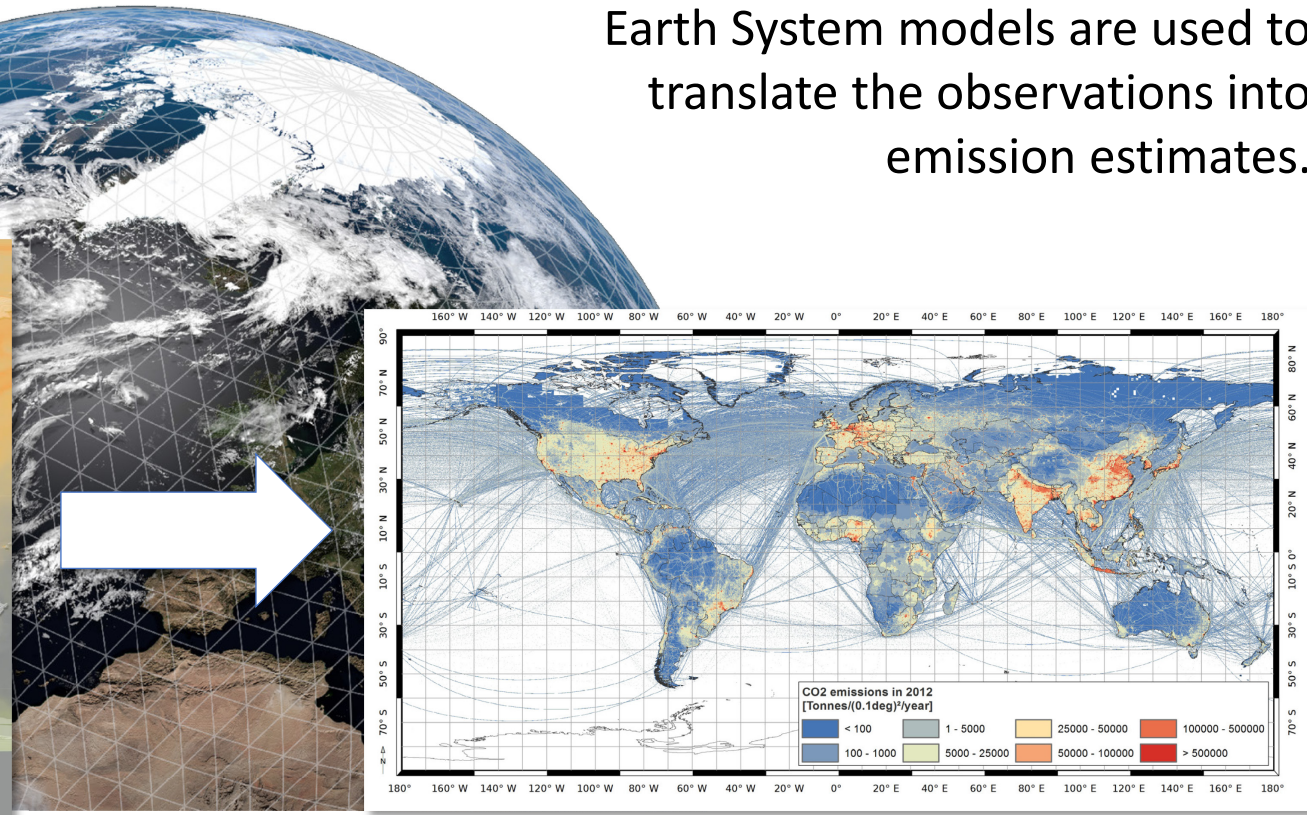 Earth System models are used to
translate the observations into
emission estimates.
160° W 140° W 120° W 100° W 80° W 60° W 40° W 20° W 0° 20° E 40° E 60° E 80° E 100° E 120° E 140° E 160° E 180°
90°
70° N
50° N
30° N
10° N
10° S
30° S
50° S
70° S
N
80° N
60° N
40° N
20° N
0°
10° S
30° S
50° S
70° S
CO2 emissions in 2012
[Tonnes/(0.1deg)²/year]
< 100 1 - 5000 25000 - 50000 100000 - 500000
100 - 1000 5000 - 25000 50000 - 100000 > 500000
180° 160° W 140° W 120° W 100° W 80° W 60° W 40° W 20° W 0° 20° E 40° E 60° E 80° E 100° E 120° E 140° E 160° E 180°